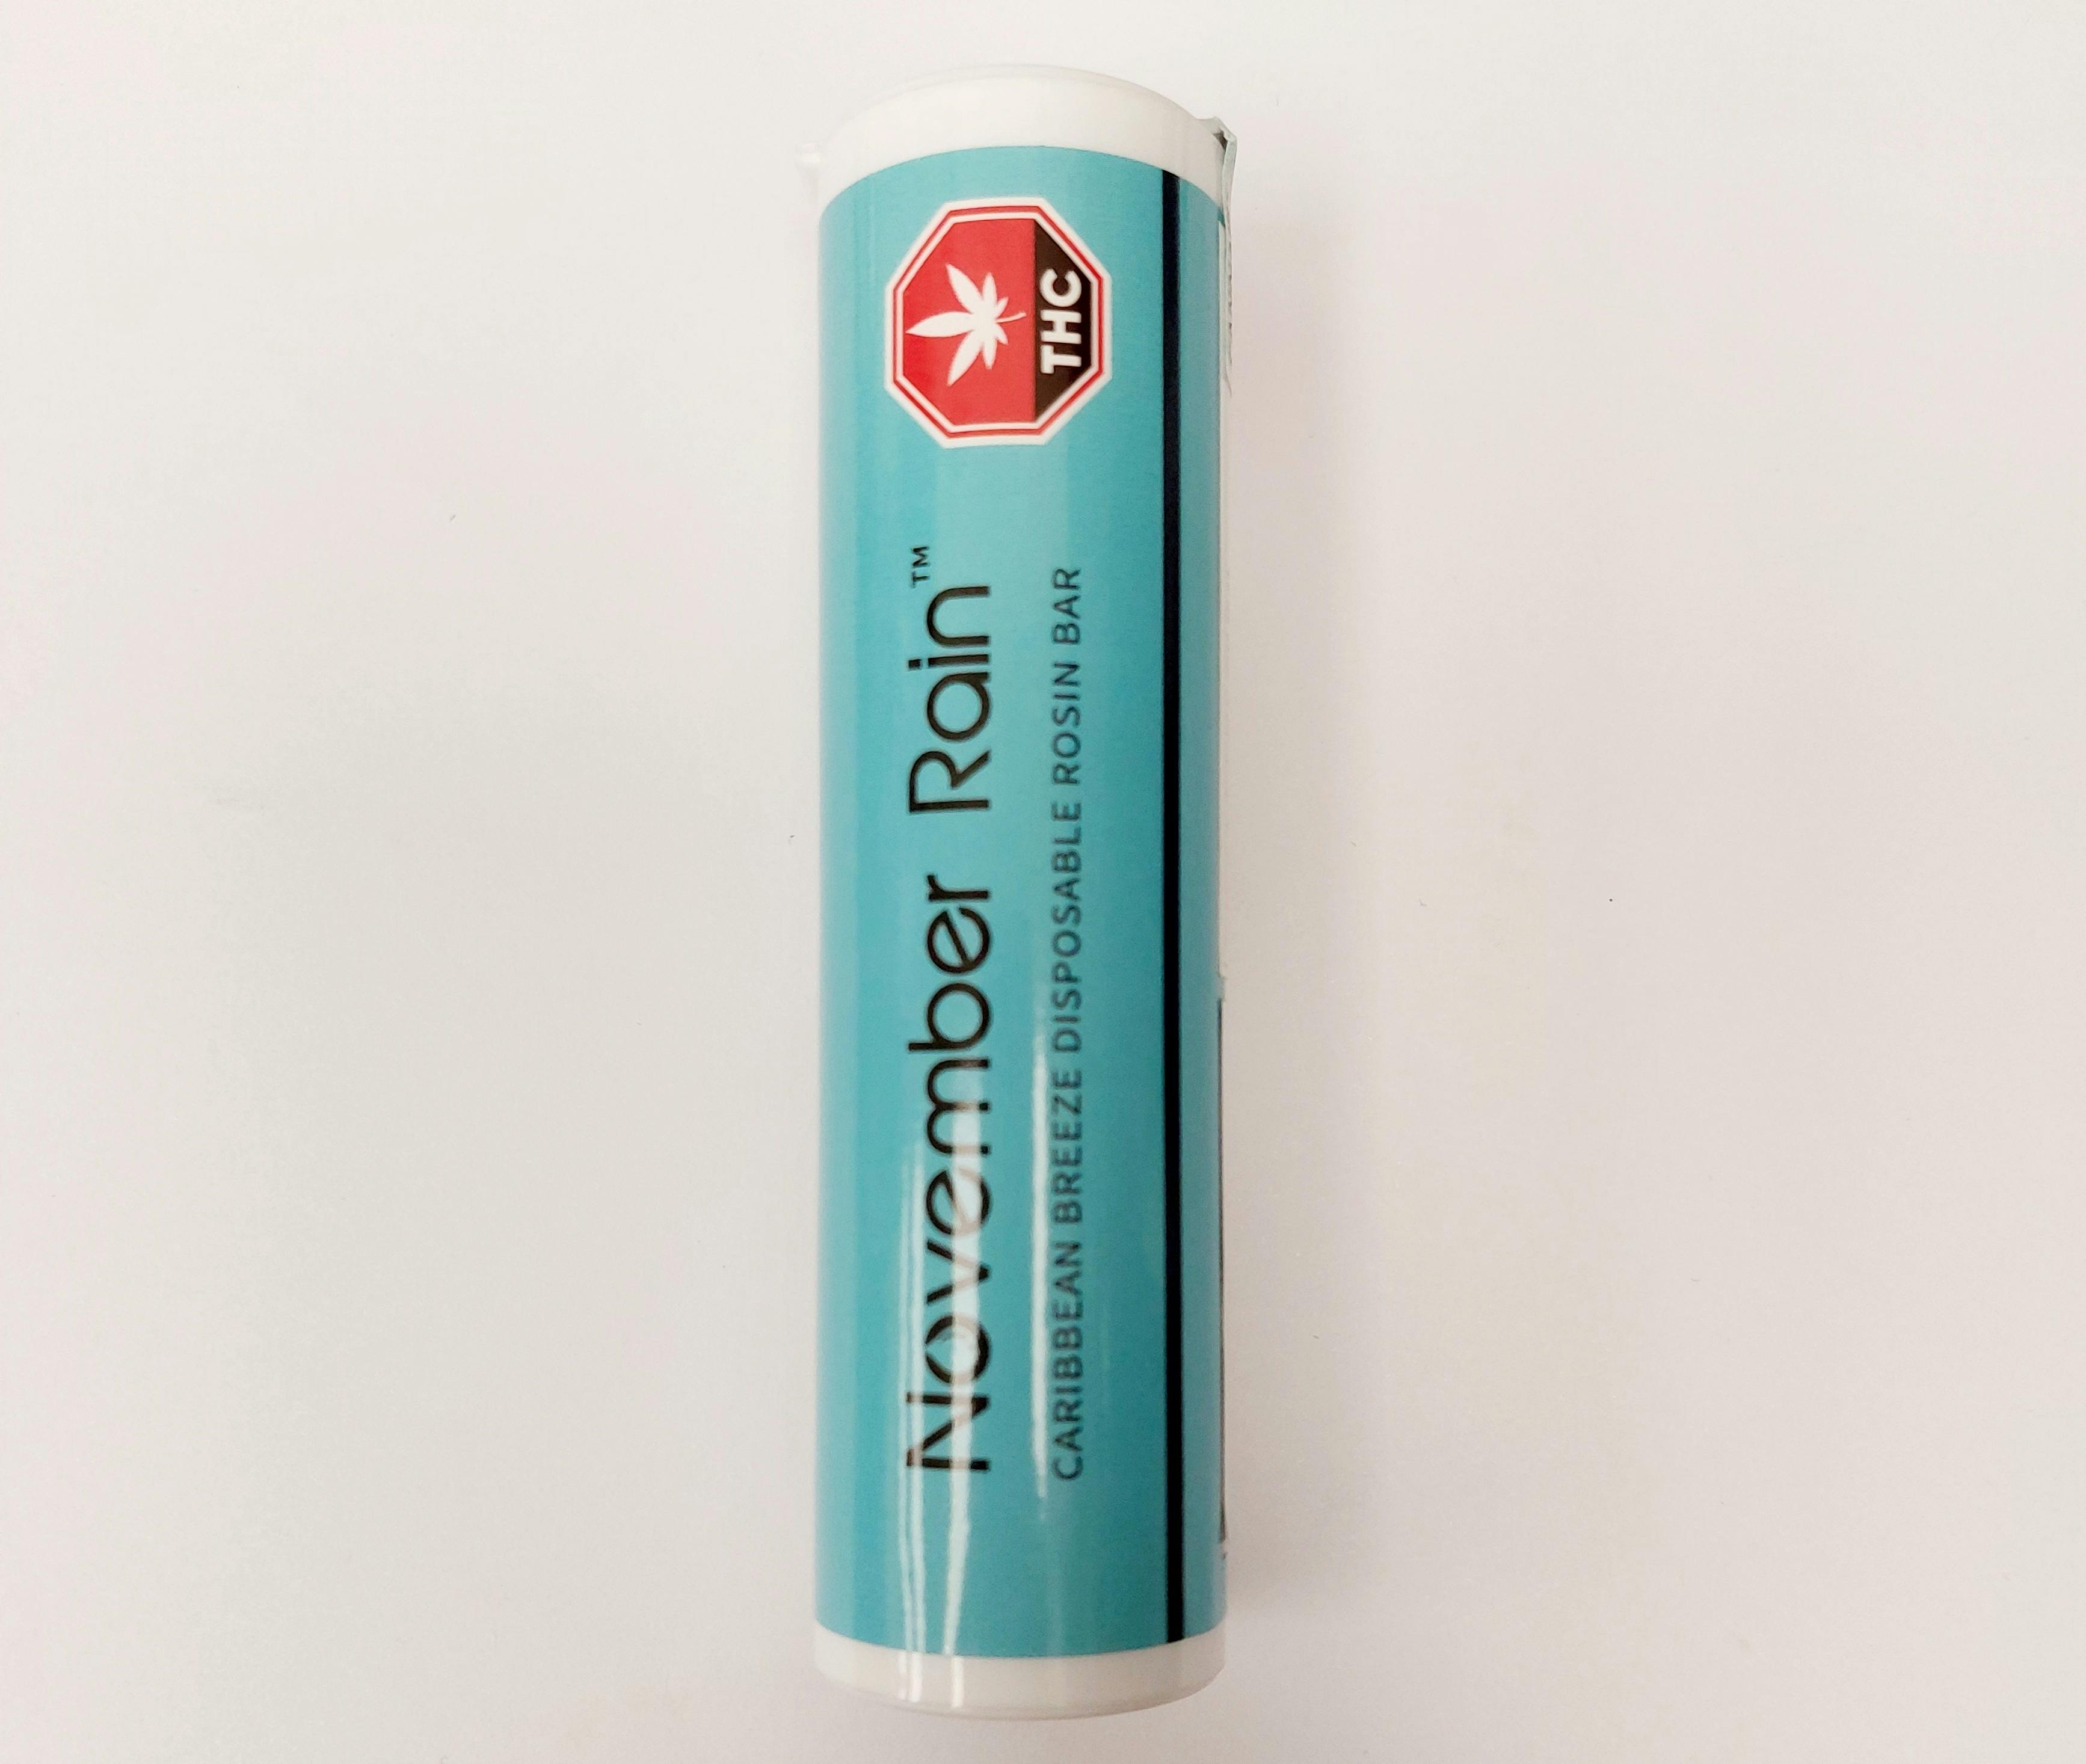 November Rain™
CARIBBEAN BREEZE DISPOSABLE ROSIN BAR
THC